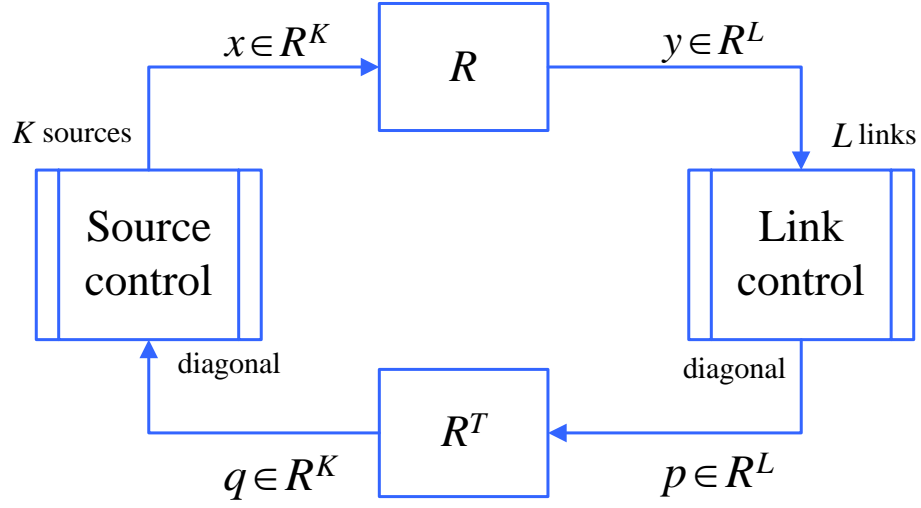 x ∈ R^K
R
y ∈ R^L
K sources
L links
Source
control
Link
control
diagonal
diagonal
R^T
q ∈ R^K
p ∈ R^L